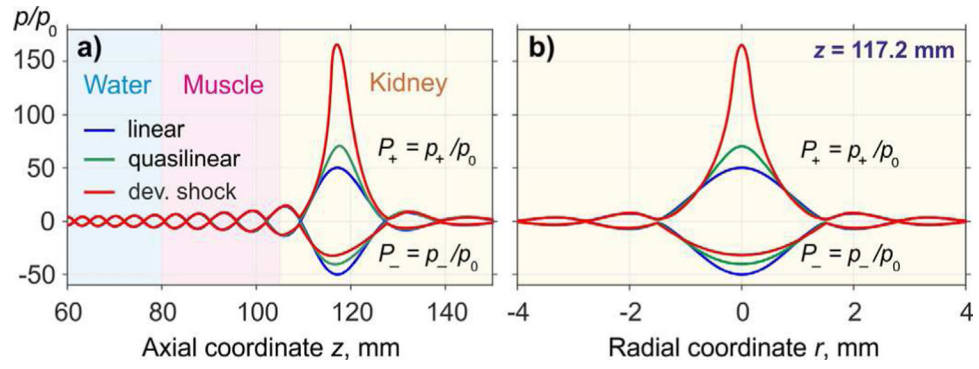 p/p₀
a)
Water
Muscle
Kidney
linear
quasilinear
dev. shock
P₊ = p₊/p₀
P₋ = p₋/p₀
150
100
50
0
-50
60 80 100 120 140
Axial coordinate z, mm
b)
z = 117.2 mm
P₊ = p₊/p₀
P₋ = p₋/p₀
-4 -2 0 2 4
Radial coordinate r, mm